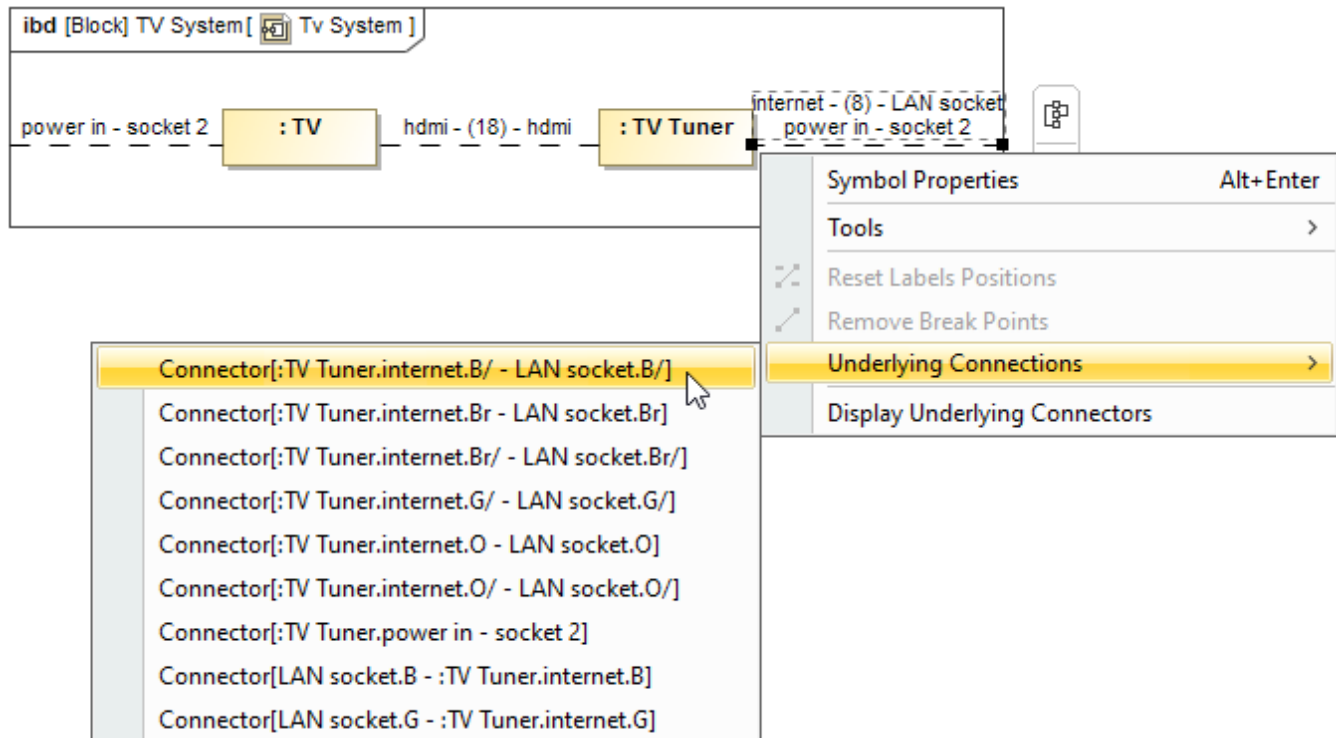 ibd [Block] TV System[ Tv System ]
power in - socket 2
: TV
hdmi - (18) - hdmi
: TV Tuner
internet - (8) - LAN socket
power in - socket 2
Symbol Properties Alt+Enter
Tools
Reset Labels Positions
Remove Break Points
Underlying Connections
Display Underlying Connectors
Connector[:TV Tuner.internet.B/ - LAN socket.B/]
Connector[:TV Tuner.internet.Br - LAN socket.Br]
Connector[:TV Tuner.internet.Br/ - LAN socket.Br/]
Connector[:TV Tuner.internet.G/ - LAN socket.G/]
Connector[:TV Tuner.internet.O - LAN socket.O]
Connector[:TV Tuner.internet.O/ - LAN socket.O/]
Connector[:TV Tuner.power in - socket 2]
Connector[LAN socket.B - :TV Tuner.internet.B]
Connector[LAN socket.G - :TV Tuner.internet.G]